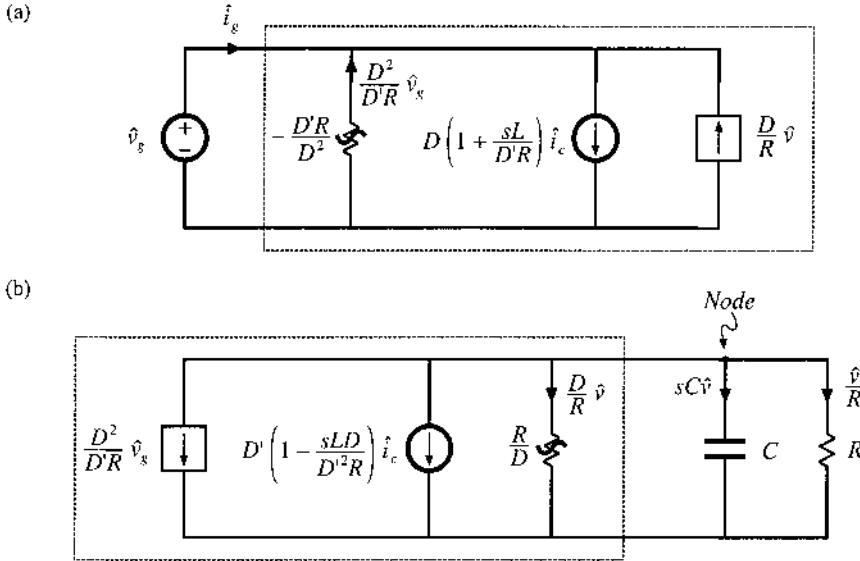 (a)
î_g
D²/D'R v̂_g
v̂_g
+
−
− D'R/D²
D (1 + sL/D'R) î_c
D/R v̂
(b)
Node
D²/D'R v̂_g
D' (1 − sLD/D'²R) î_c
D/R v̂
R/D
sCv̂
C
v̂/R
R